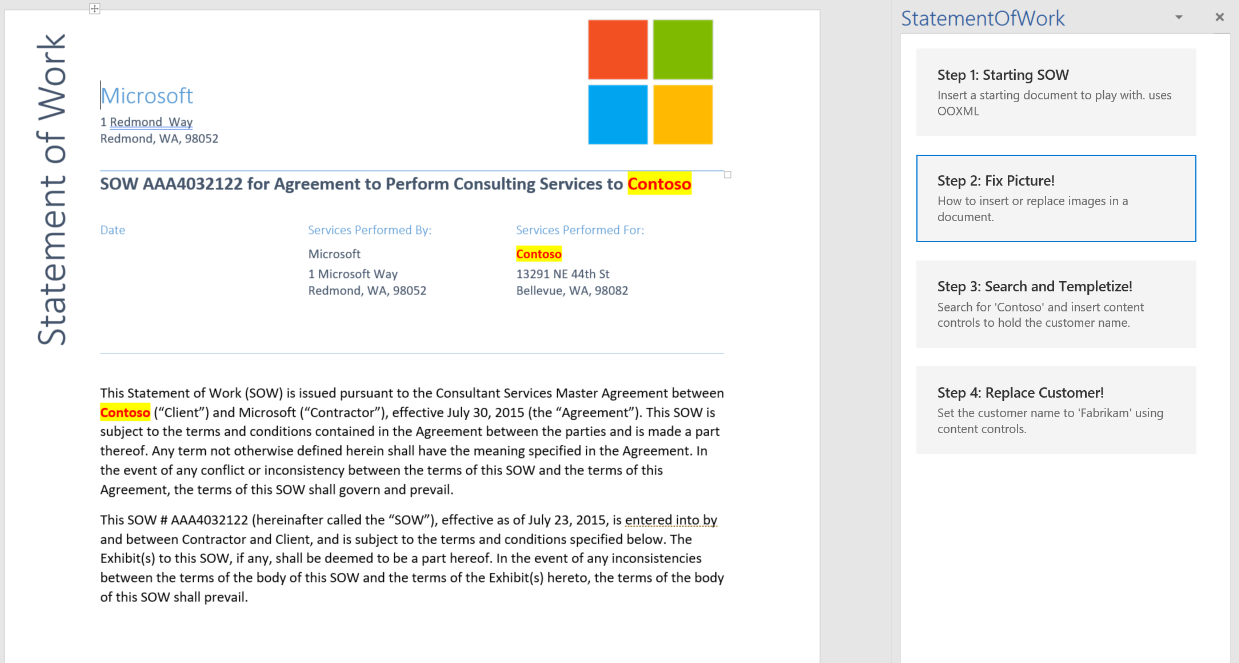 Statement of Work
Microsoft
1 Redmond Way
Redmond, WA, 98052
SOW AAA4032122 for Agreement to Perform Consulting Services to Contoso
Date
Services Performed By:
Services Performed For:
Microsoft
Contoso
1 Microsoft Way
13291 NE 44th St
Redmond, WA, 98052
Bellevue, WA, 98082
This Statement of Work (SOW) is issued pursuant to the Consultant Services Master Agreement between
Contoso (“Client”) and Microsoft (“Contractor”), effective July 30, 2015 (the “Agreement”). This SOW is
subject to the terms and conditions contained in the Agreement between the parties and is made a part
thereof. Any term not otherwise defined herein shall have the meaning specified in the Agreement. In
the event of any conflict or inconsistency between the terms of this SOW and the terms of this
Agreement, the terms of this SOW shall govern and prevail.
This SOW # AAA4032122 (hereinafter called the “SOW”), effective as of July 23, 2015, is entered into by
and between Contractor and Client, and is subject to the terms and conditions specified below. The
Exhibit(s) to this SOW, if any, shall be deemed to be a part hereof. In the event of any inconsistencies
between the terms of the body of this SOW and the terms of the Exhibit(s) hereto, the terms of the body
of this SOW shall prevail.
StatementOfWork
Step 1: Starting SOW
Insert a starting document to play with. uses
OOXML
Step 2: Fix Picture!
How to insert or replace images in a
document.
Step 3: Search and Templetize!
Search for 'Contoso' and insert content
controls to hold the customer name.
Step 4: Replace Customer!
Set the customer name to 'Fabrikam' using
content controls.